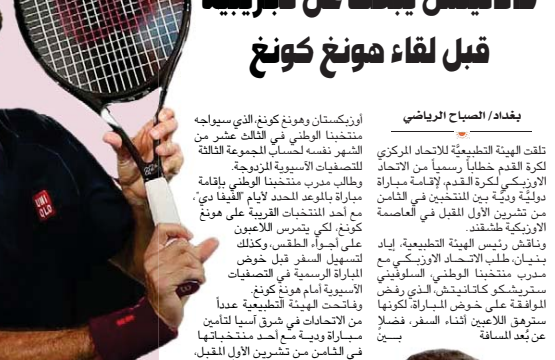 قبل لقاء هونغ كونغ
بغداد/ الصباح الرياضي
تلقت الهيئة التطبيعيَّة للاتحاد المركزي
لكرة القدم خطاباً رسمياً من الاتحاد
الاوزبكي لكرة القدم، لإقامة مباراة
دوليَّة وديَّة بين المنتخبين في الثامن
من تشرين الأول المقبل في العاصمة
الاوزبكية طشقند.
وناقش رئيس الهيئة التطبيعية، إياد
بنيان، طلب الاتحاد الاوزبكي مع
مدرب منتخبنا الوطني، السلوفيني
ستريشكو كاتانيتش، الذي رفض
الموافقة على خوض المباراة، لكونها
سترهق اللاعبين أثناء السفر، فضلا
عن بُعد المسافة بين
أوزبكستان وهونغ كونغ، الذي سيواجه
منتخبنا الوطني في الثالث عشر من
الشهر نفسه لحساب المجموعة الثالثة
للتصفيات الآسيوية المزدوجة.
وطالب مدرب منتخبنا الوطني بإقامة
مباراة بالموعد المحدد لأيام "الفيفا دي"،
مع أحد المنتخبات القريبة على هونغ
كونغ، لكي يتمرس اللاعبون
على أجواء الطقس، وكذلك
لتسهيل السفر قبل خوض
المباراة الرسمية في التصفيات
الآسيوية أمام هونغ كونغ.
وفاتحت الهيئة التطبيعية عدداً
من الاتحادات في شرق آسيا لتأمين
مباراة ودية مع أحد منتخباتها
في الثامن من تشرين الأول المقبل،
UNI
QLO